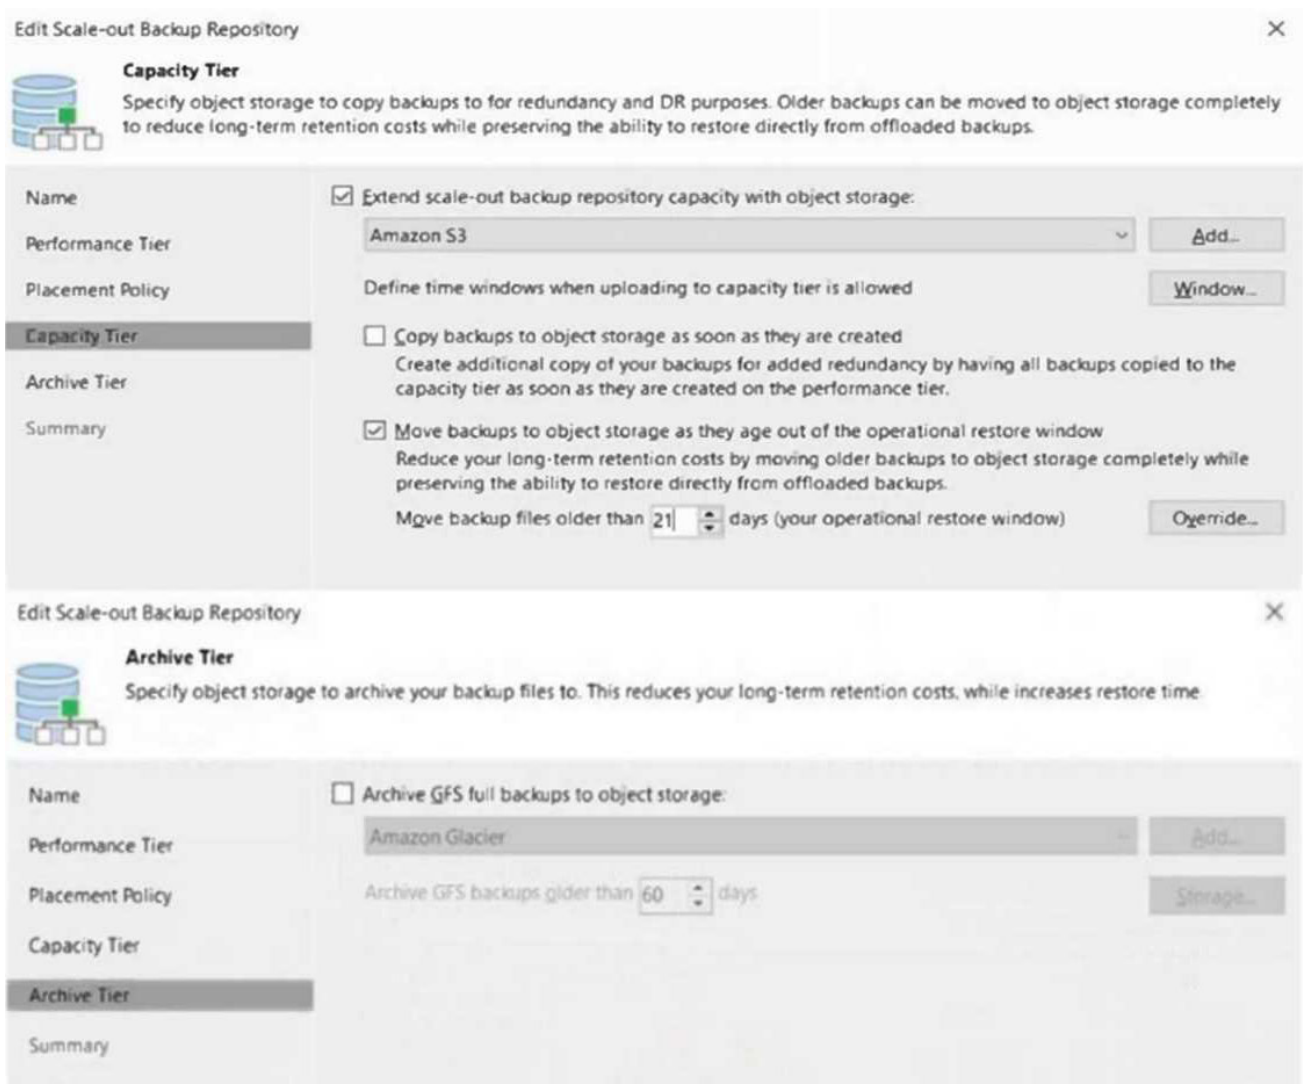 Edit Scale-out Backup Repository
Capacity Tier
Specify object storage to copy backups to for redundancy and DR purposes. Older backups can be moved to object storage completely
to reduce long-term retention costs while preserving the ability to restore directly from offloaded backups.
Name
Performance Tier
Placement Policy
Capacity Tier
Archive Tier
Summary
Extend scale-out backup repository capacity with object storage:
Amazon S3
Add...
Define time windows when uploading to capacity tier is allowed
Window...
Copy backups to object storage as soon as they are created
Create additional copy of your backups for added redundancy by having all backups copied to the
capacity tier as soon as they are created on the performance tier.
Move backups to object storage as they age out of the operational restore window
Reduce your long-term retention costs by moving older backups to object storage completely while
preserving the ability to restore directly from offloaded backups.
Move backup files older than 21 days (your operational restore window)
Override...
Edit Scale-out Backup Repository
Archive Tier
Specify object storage to archive your backup files to. This reduces your long-term retention costs, while increases restore time
Name
Performance Tier
Placement Policy
Capacity Tier
Archive Tier
Summary
Archive GFS full backups to object storage:
Amazon Glacier
Add...
Archive GFS backups older than 60 days
Storage...